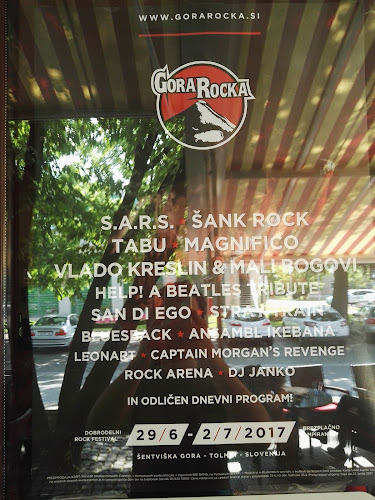 WWW.GORAROCKA.SI
GORA ROCKA
S.A.R.S. ŠANK ROCK
TABU * MAGNIFICO
VLADO KRESLIN & MALI BOGOVI
HELP! A BEATLES TRIBUTE
SAN DI EGO * STRAY TRAIN
BLUESBACK * ANSAMBL IKEBANA
LEONART * CAPTAIN MORGAN'S REVENGE
ROCK ARENA * DJ JANKO
IN ODLIČEN DNEVNI PROGRAM!
DOBRODELNI
ROCK FESTIVAL
29/6 - 2/7/2017
BREZPLAČNO
KAMPIRANJE
ŠENTVIŠKA GORA • TOLMIN • SLOVENIJA